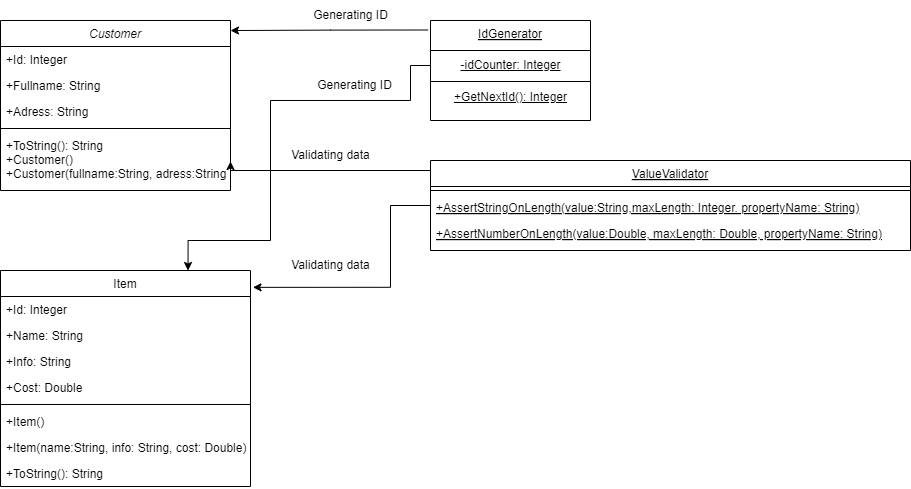 Generating ID
Customer
+Id: Integer
+Fullname: String
+Adress: String
+ToString(): String
+Customer()
+Customer(fullname:String, adress:String
IdGenerator
-idCounter: Integer
+GetNextId(): Integer
Generating ID
Validating data
ValueValidator
+AssertStringOnLength(value:String,maxLength: Integer. propertyName: String)
+AssertNumberOnLength(value:Double, maxLength: Double, propertyName: String)
Validating data
Item
+Id: Integer
+Name: String
+Info: String
+Cost: Double
+Item()
+Item(name:String, info: String, cost: Double)
+ToString(): String